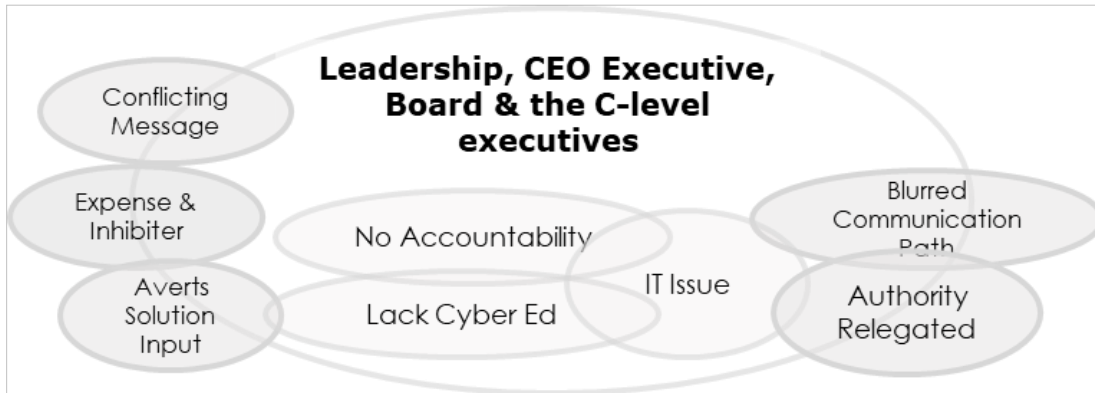 Leadership, CEO Executive,
Board & the C-level
executives
Conflicting
Message
Expense &
Inhibiter
Averts
Solution
Input
No Accountability
Lack Cyber Ed
IT Issue
Blurred
Communication
Path
Authority
Relegated